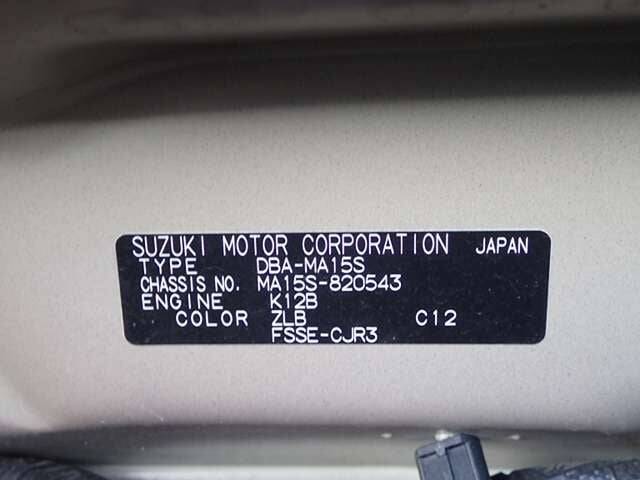 SUZUKI MOTOR CORPORATION JAPAN
TYPE DBA-MA15S
CHASSIS NO. MA15S-820543
ENGINE K12B
COLOR ZLB C12
FSSE-CJR3